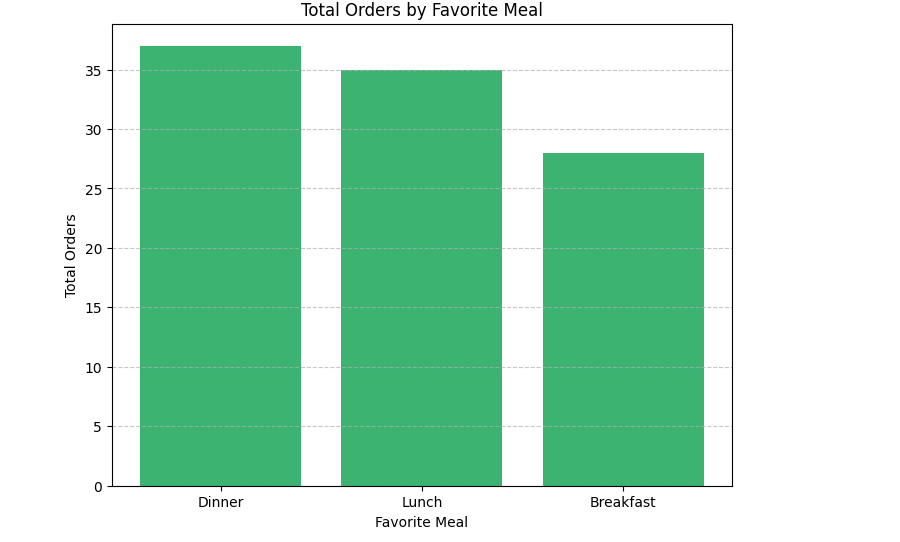 Total Orders by Favorite Meal
35
30
25
20
15
10
5
0
Total Orders
Dinner Lunch Breakfast
Favorite Meal